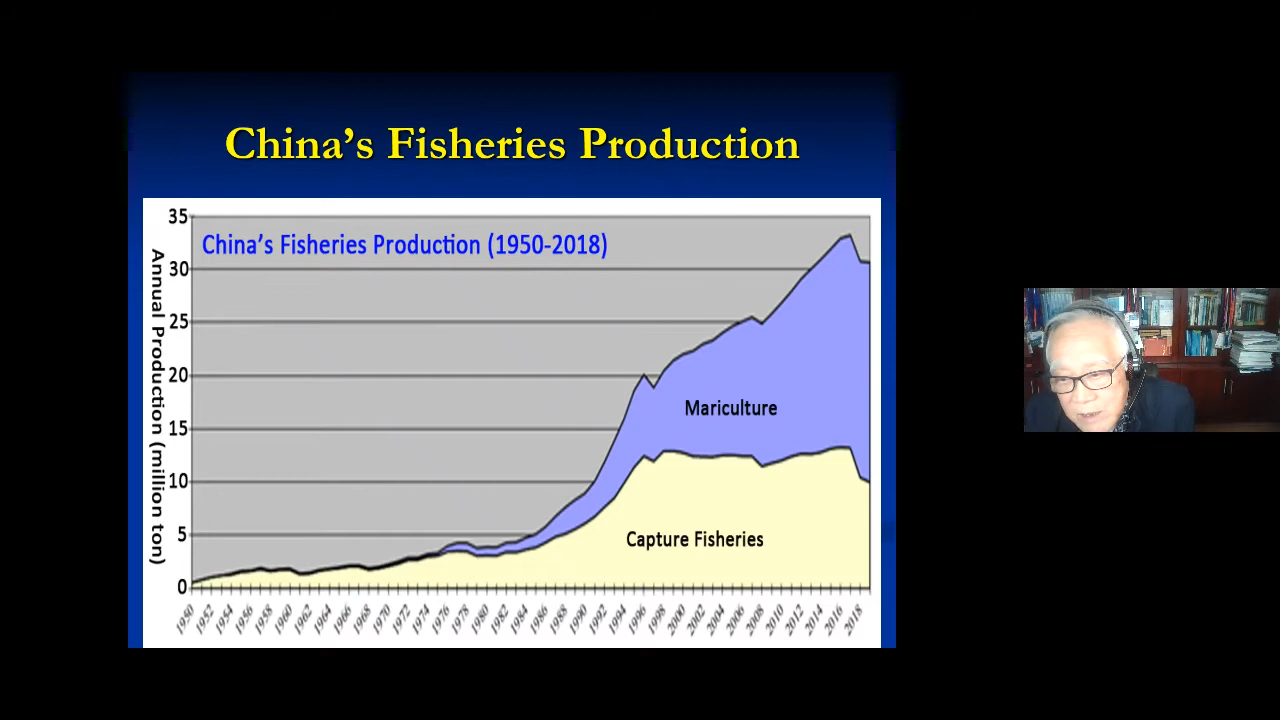 China's Fisheries Production
China's Fisheries Production (1950-2018)
Annual Production (million ton)
35
30
25
20
15
10
5
0
Mariculture
Capture Fisheries
1950 1952 1954 1956 1958 1960 1962 1964 1966 1968 1970 1972 1974 1976 1978 1980 1982 1984 1986 1988 1990 1992 1994 1996 1998 2000 2002 2004 2006 2008 2010 2012 2014 2016 2018